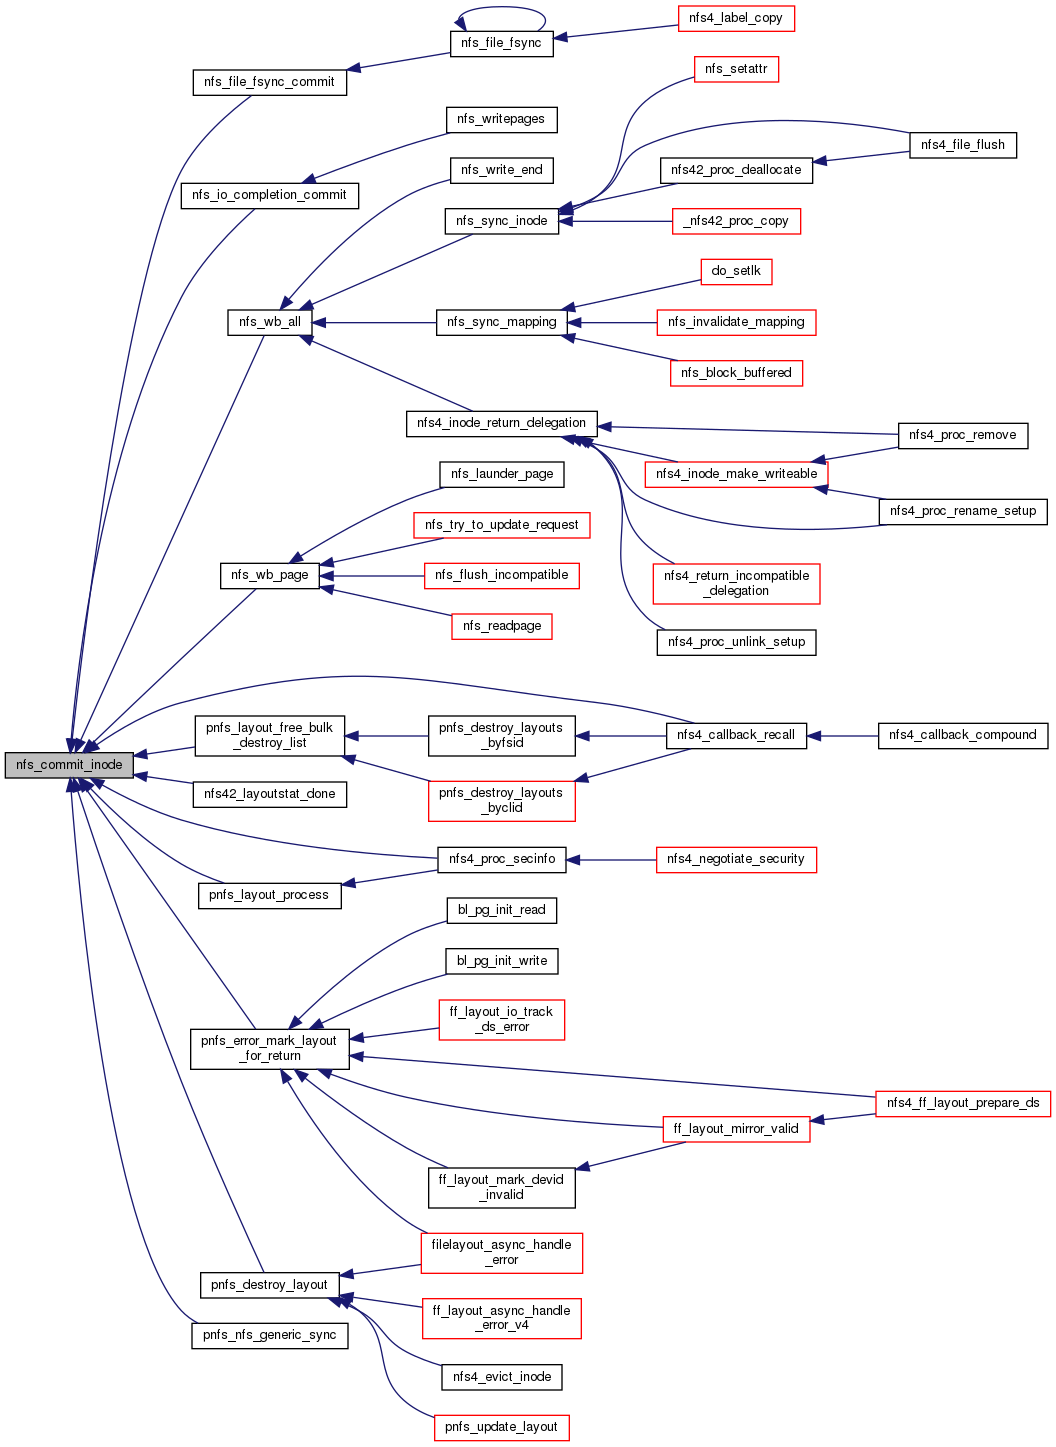 nfs4_label_copy
nfs_file_fsync
nfs_setattr
nfs_file_fsync_commit
nfs_writepages
nfs4_file_flush
nfs_write_end
nfs42_proc_deallocate
nfs_io_completion_commit
nfs_sync_inode
_nfs42_proc_copy
do_setlk
nfs_wb_all
nfs_sync_mapping
nfs_invalidate_mapping
nfs_block_buffered
nfs4_inode_return_delegation
nfs4_proc_remove
nfs_launder_page
nfs4_inode_make_writeable
nfs4_proc_rename_setup
nfs_try_to_update_request
nfs_wb_page
nfs_flush_incompatible
nfs4_return_incompatible
_delegation
nfs_readpage
nfs4_proc_unlink_setup
pnfs_layout_free_bulk
_destroy_list
pnfs_destroy_layouts
_byfsid
nfs4_callback_recall
nfs4_callback_compound
nfs_commit_inode
nfs42_layoutstat_done
pnfs_destroy_layouts
_byclid
nfs4_proc_secinfo
nfs4_negotiate_security
pnfs_layout_process
bl_pg_init_read
bl_pg_init_write
ff_layout_io_track
_ds_error
pnfs_error_mark_layout
_for_return
nfs4_ff_layout_prepare_ds
ff_layout_mirror_valid
ff_layout_mark_devid
_invalid
filelayout_async_handle
_error
pnfs_destroy_layout
ff_layout_async_handle
_error_v4
pnfs_nfs_generic_sync
nfs4_evict_inode
pnfs_update_layout